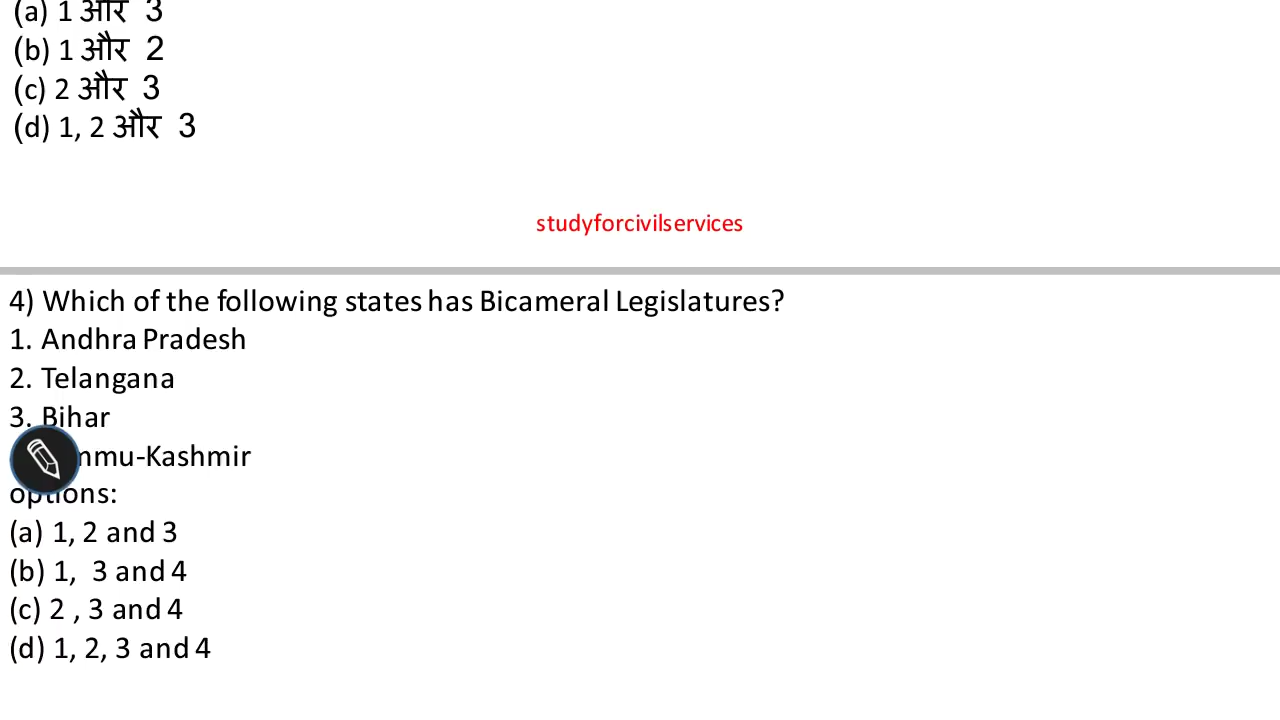 (a) 1 और 3
(b) 1 और 2
(c) 2 और 3
(d) 1, 2 और 3
studyforcivilservices
4) Which of the following states has Bicameral Legislatures?
1. Andhra Pradesh
2. Telangana
3. Bihar
mmu-Kashmir
options:
(a) 1, 2 and 3
(b) 1, 3 and 4
(c) 2 , 3 and 4
(d) 1, 2, 3 and 4